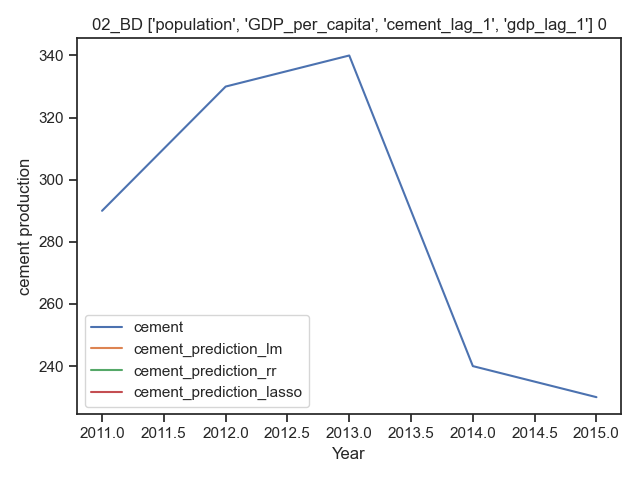 02_BD ['population', 'GDP_per_capita', 'cement_lag_1', 'gdp_lag_1'] 0
340
320
300
280
260
240
cement production
cement
cement_prediction_lm
cement_prediction_rr
cement_prediction_lasso
2011.0 2011.5 2012.0 2012.5 2013.0 2013.5 2014.0 2014.5 2015.0
Year